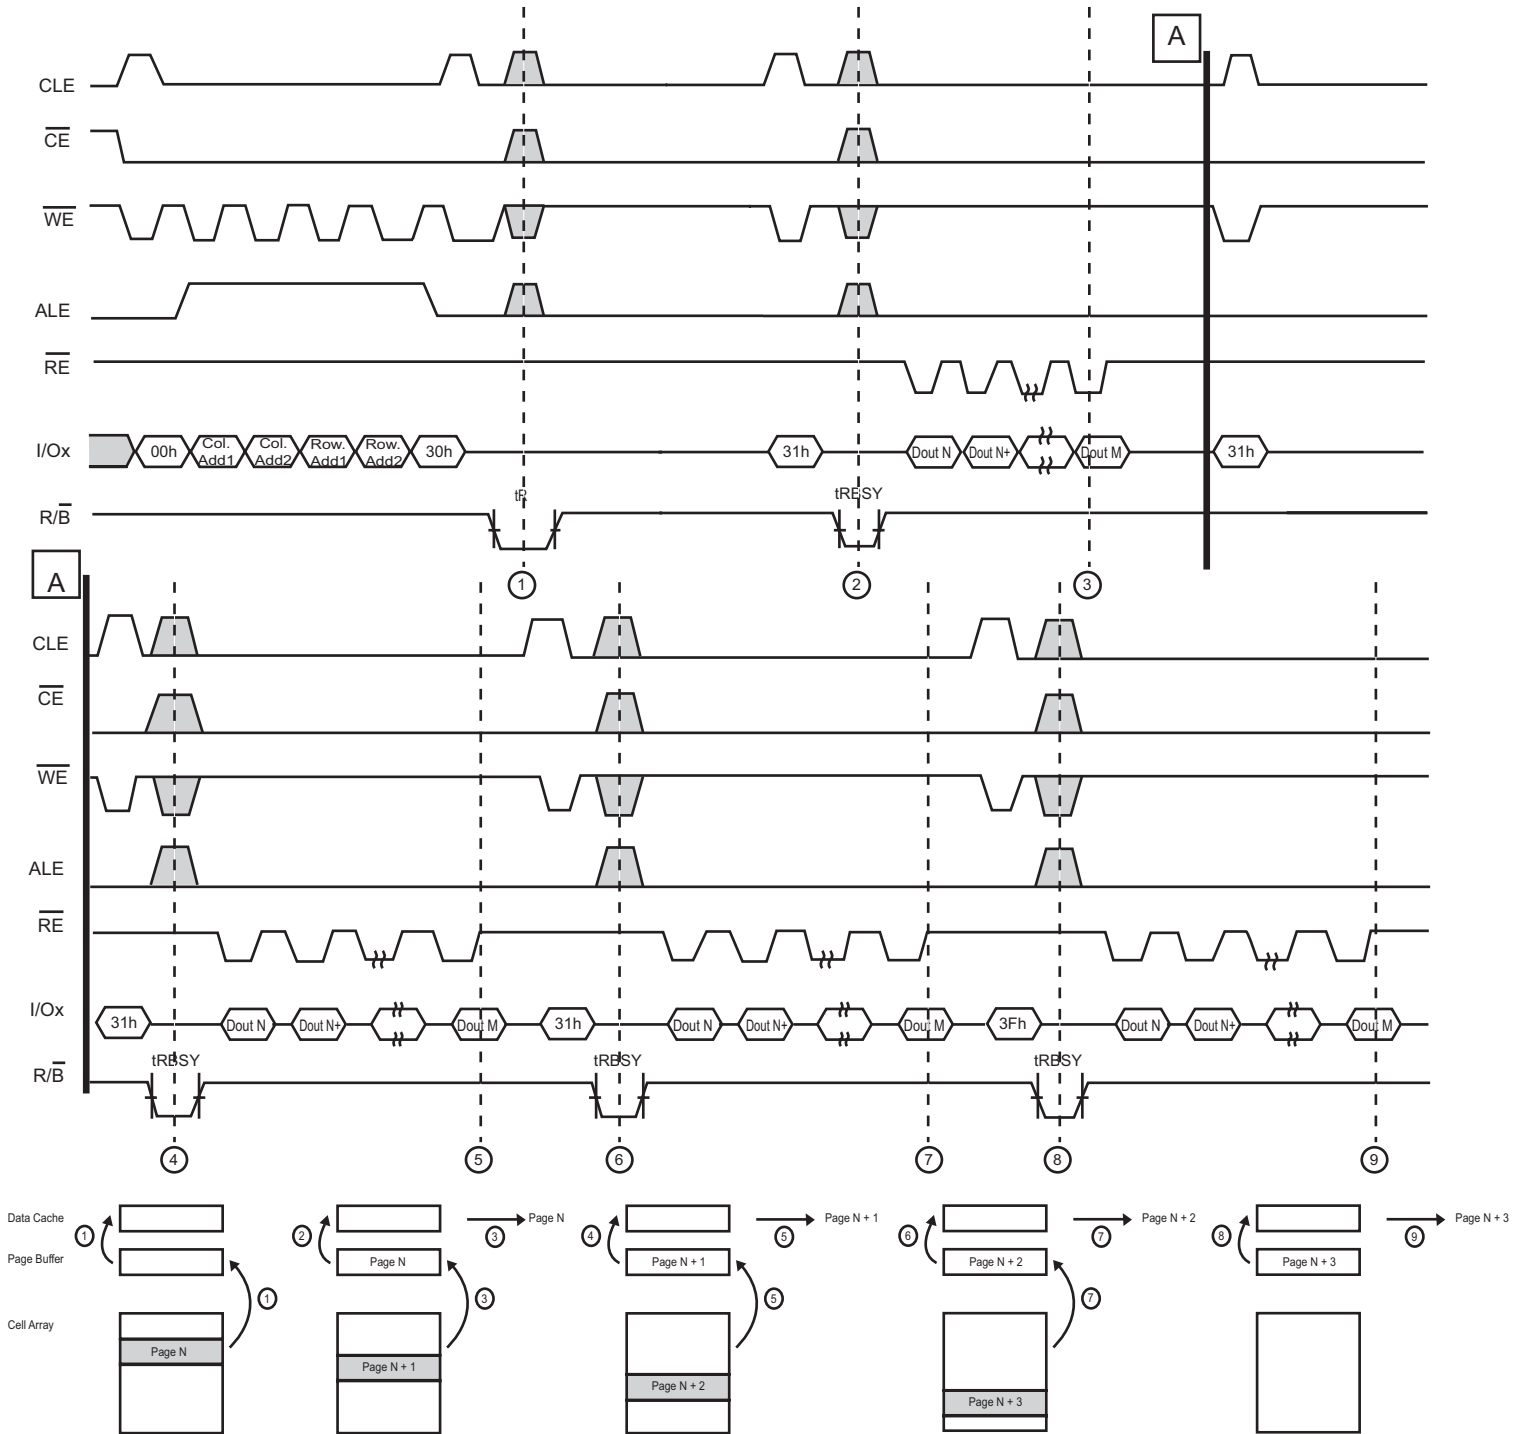 A
CLE
CE
WE
ALE
RE
I/Ox 00h Col. Add1 Col. Add2 Row. Add1 Row. Add2 30h 31h Dout N Dout N+ Dout M 31h
R/B tR tRBSY
1 2 3
A
CLE
CE
WE
ALE
RE
I/Ox 31h Dout N Dout N+ Dout M 31h Dout N Dout N+ Dout M 3Fh Dout N Dout N+ Dout M
R/B tRBSY tRBSY tRBSY
4 5 6 7 8 9
Data Cache 1 2 3 Page N 4 5 Page N + 1 6 7 Page N + 2 8 9 Page N + 3
Page Buffer Page N Page N + 1 Page N + 2 Page N + 3
1 3 5 7
Cell Array
Page N Page N + 1 Page N + 2 Page N + 3